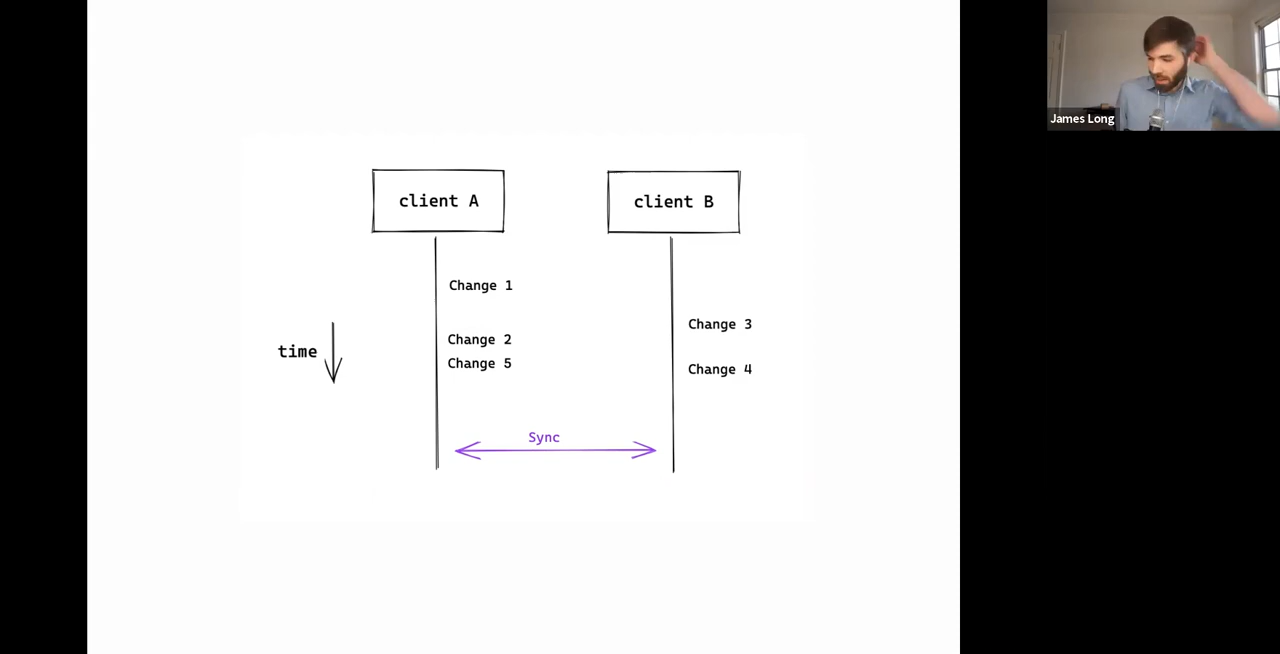 James Long
client A
client B
Change 1
Change 3
Change 2
time
Change 5
Change 4
Sync